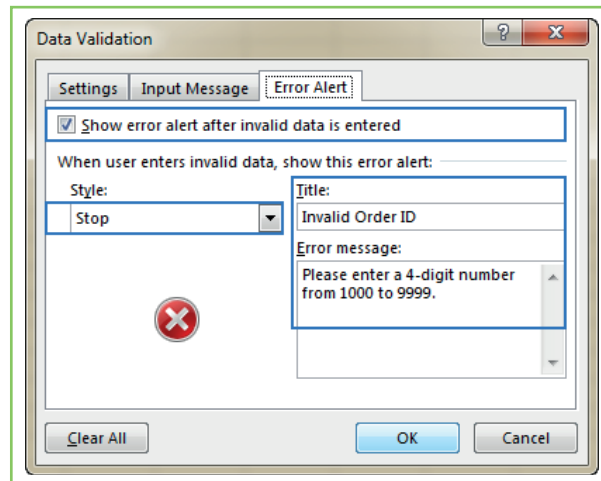 Data Validation
Settings Input Message Error Alert
Show error alert after invalid data is entered
When user enters invalid data, show this error alert:
Style:
Stop
Title:
Invalid Order ID
Error message:
Please enter a 4-digit number
from 1000 to 9999.
Clear All OK Cancel